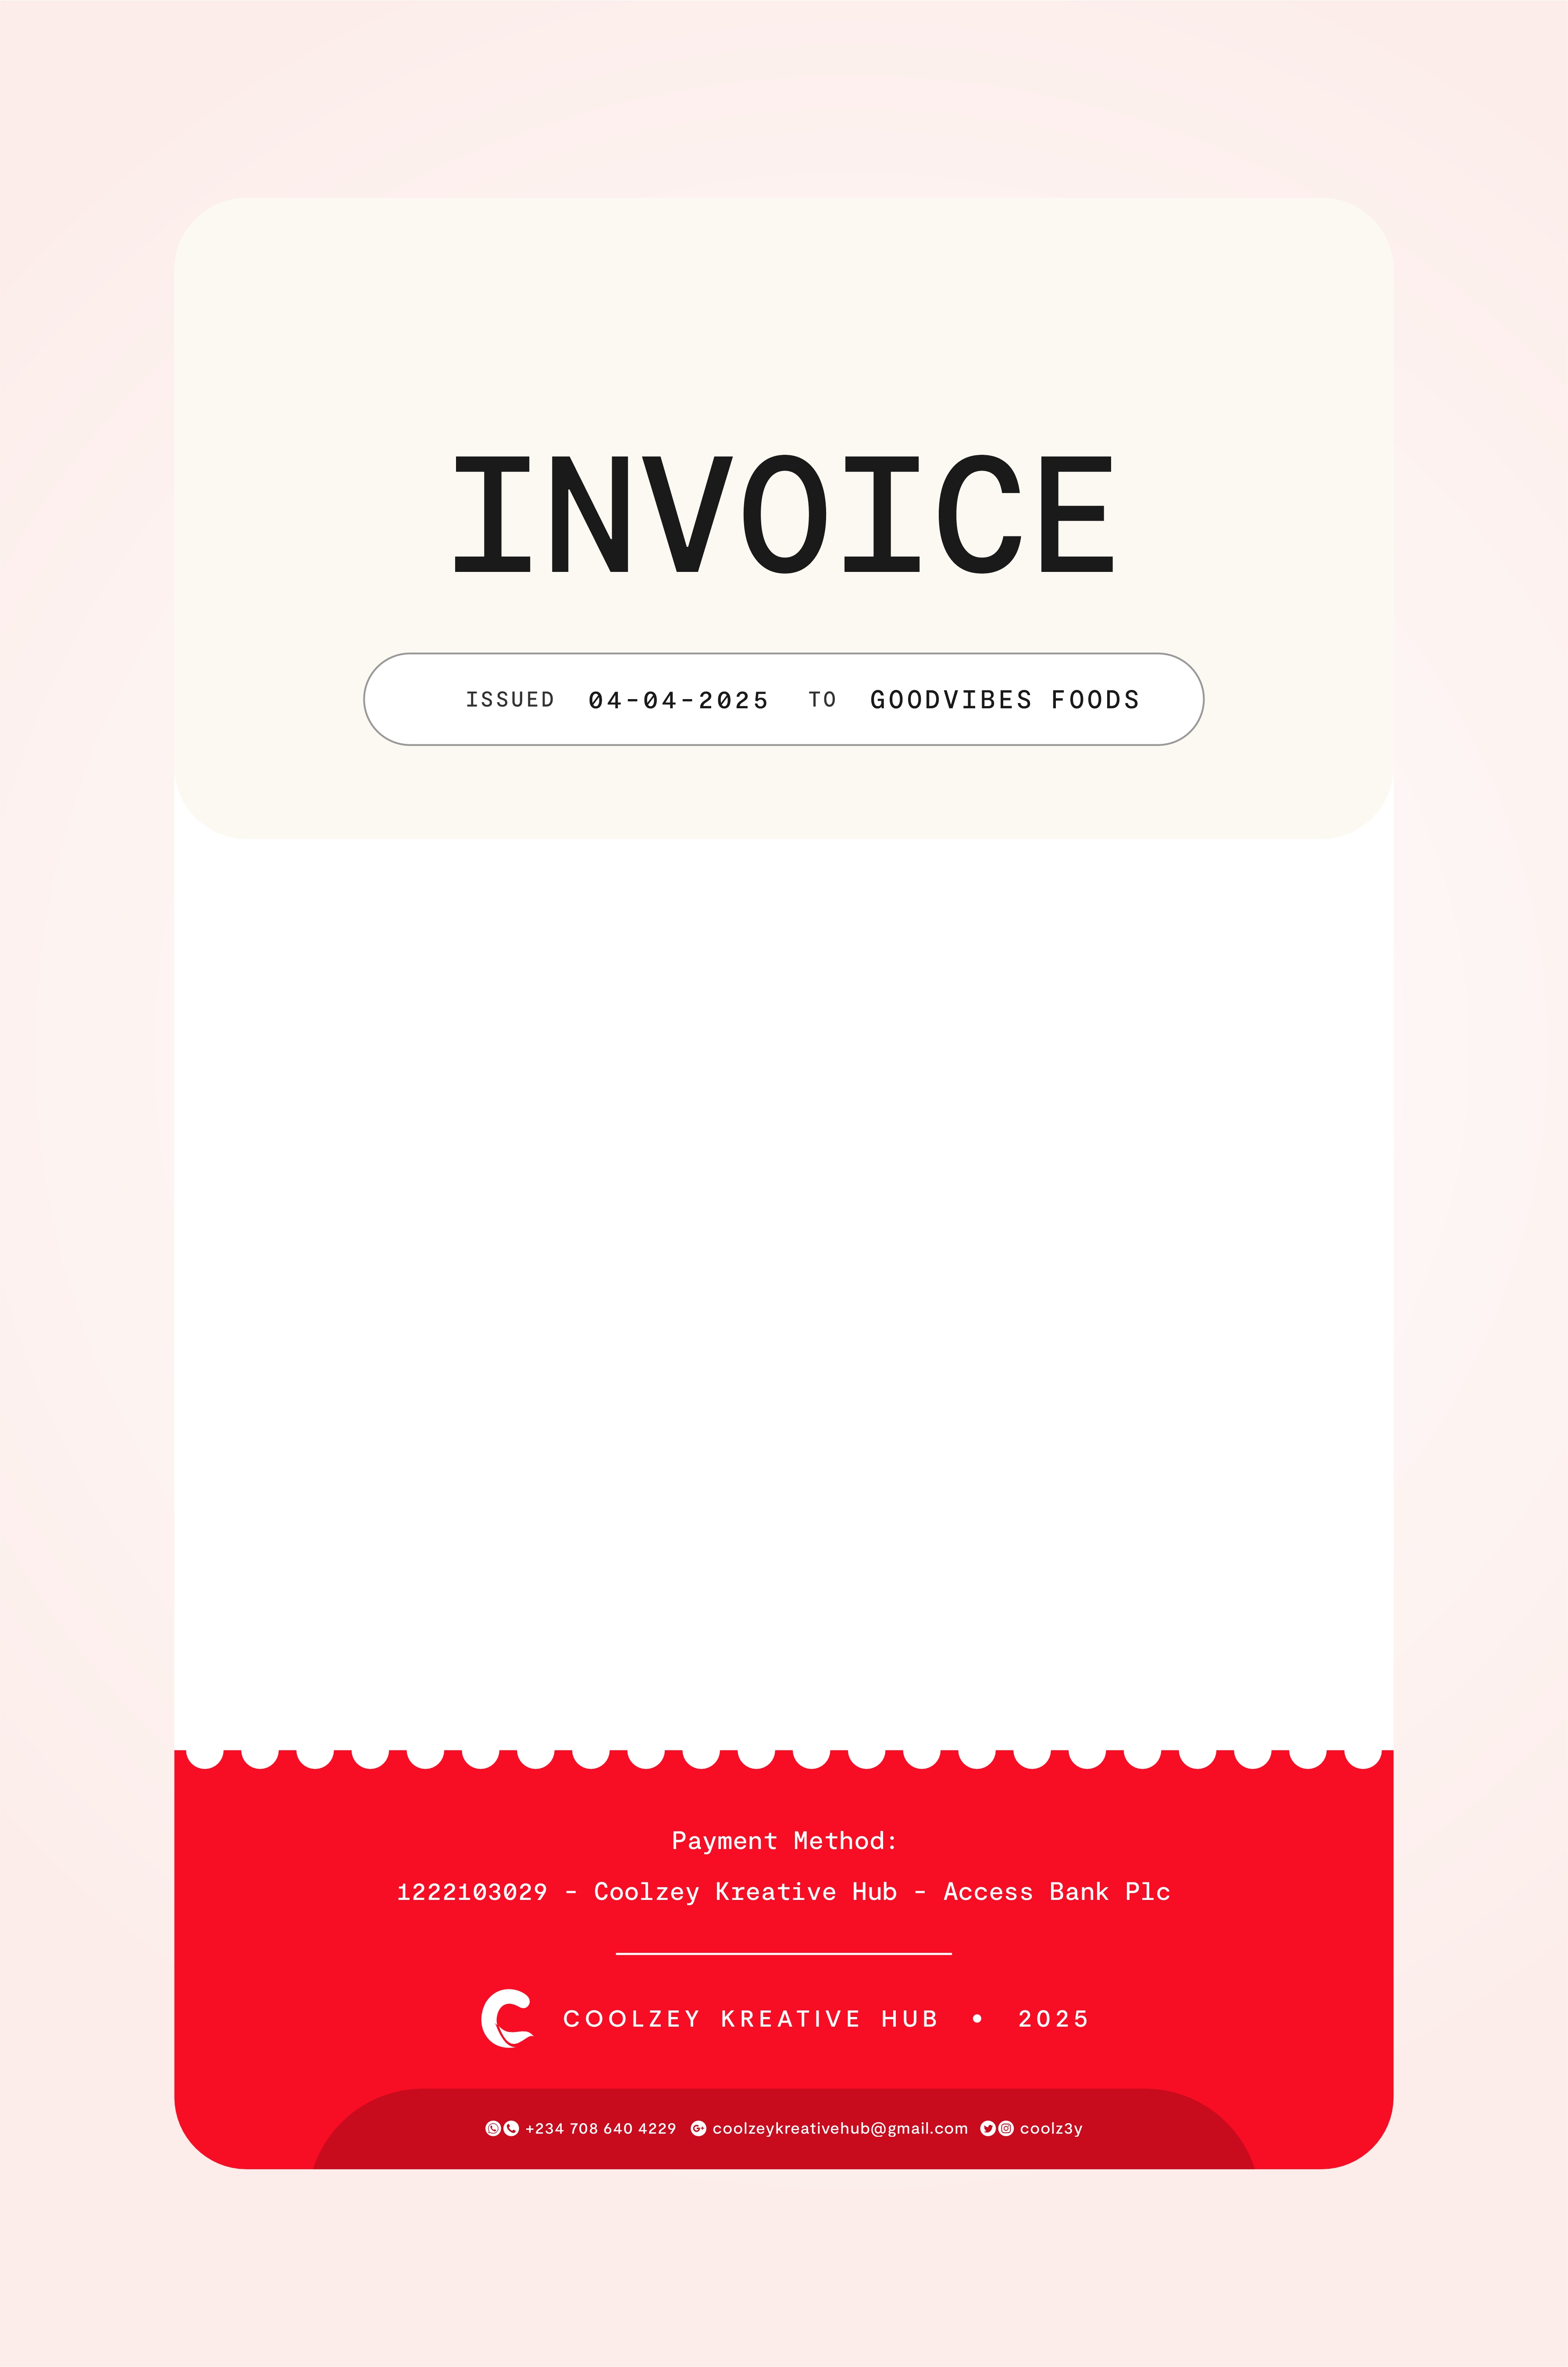 INVOICE
ISSUED 04-04-2025 TO GOODVIBES FOODS
Payment Method:
1222103029 - Coolzey Kreative Hub - Access Bank Plc
COOLZEY KREATIVE HUB • 2025
+234 708 640 4229 coolzeykreativehub@gmail.com coolz3y